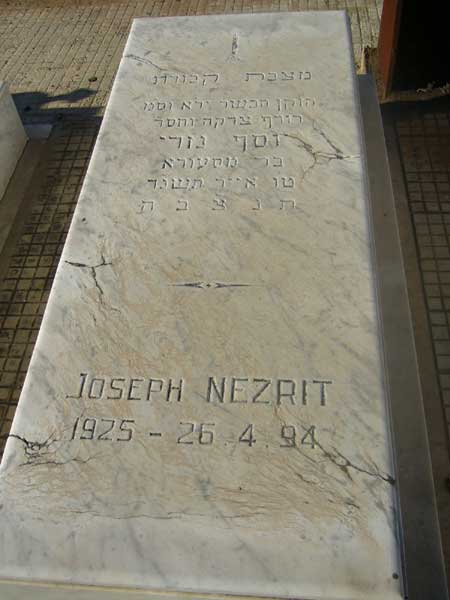 מצבת קבורת
הזקן הכשר ירא וסמ
רודף צדקה וחסד
יוסף נזרי
בר מסעודא
טו אייר תשנד
ת נ צ ב ת
JOSEPH NEZRIT
1925 - 26 4 94